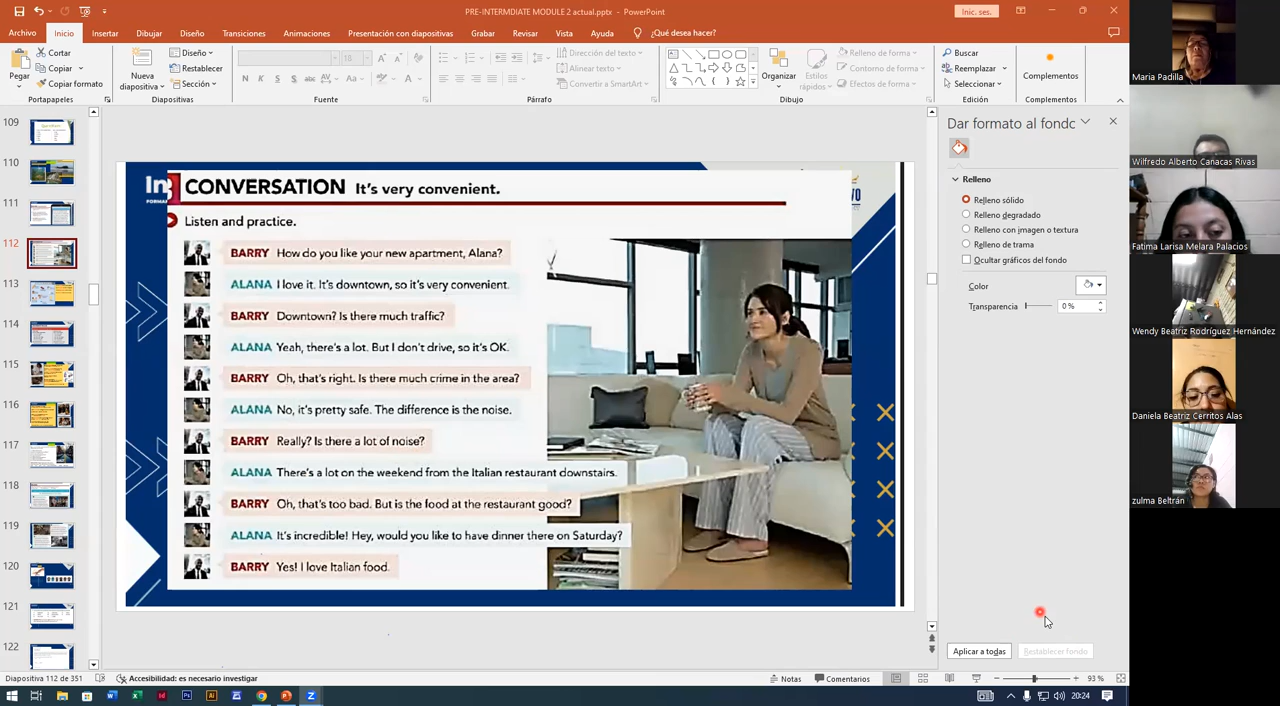 PRE-INTERMDIATE MODULE 2 actual.pptx - PowerPoint
Inic. ses.
Archivo Inicio Insertar Dibujar Diseño Transiciones Animaciones Presentación con diapositivas Grabar Revisar Vista Ayuda ¿Qué desea hacer?
Pegar
Cortar
Copiar
Copiar formato
Portapapeles
Nueva diapositiva
Diseño
Restablecer
Sección
Diapositivas
18
N K S S abc AV Aa A
Fuente
Párrafo
Dirección del texto
Alinear texto
Convertir a SmartArt
Organizar
Estilos rápidos
Relleno de forma
Contorno de forma
Efectos de forma
Dibujo
Buscar
Reemplazar
Seleccionar
Edición
Complementos
Complementos
109
110
111
112
113
114
115
116
117
118
119
120
121
122
CONVERSATION It's very convenient.
Listen and practice.
BARRY How do you like your new apartment, Alana?
ALANA I love it. It's downtown, so it's very convenient.
BARRY Downtown? Is there much traffic?
ALANA Yeah, there's a lot. But I don't drive, so it's OK.
BARRY Oh, that's right. Is there much crime in the area?
ALANA No, it's pretty safe. The difference is the noise.
BARRY Really? Is there a lot of noise?
ALANA There's a lot on the weekend from the Italian restaurant downstairs.
BARRY Oh, that's too bad. But is the food at the restaurant good?
ALANA It's incredible! Hey, would you like to have dinner there on Saturday?
BARRY Yes! I love Italian food.
Dar formato al fondo
Relleno
Relleno sólido
Relleno degradado
Relleno con imagen o textura
Relleno de trama
Ocultar gráficos del fondo
Color
Transparencia 0 %
Aplicar a todas
Restablecer fondo
Maria Padilla
Wilfredo Alberto Cañacas Rivas
Fatima Larisa Melara Palacios
Wendy Beatriz Rodríguez Hernández
Daniela Beatriz Cerritos Alas
zulma Beltrán
Diapositiva 112 de 351
Accesibilidad: es necesario investigar
Notas
Comentarios
93 %
20:24